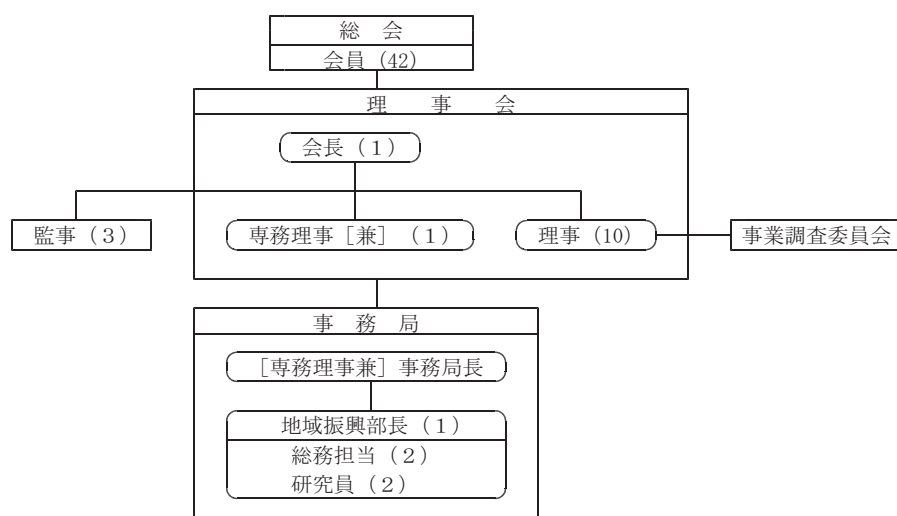 総　会
会員 (42)
理　事　会
会長（１）
監事（３）
専務理事［兼］（１）
理事 (10)
事業調査委員会
事　務　局
［専務理事兼］事務局長
地域振興部長（１）
総務担当（２）
研究員（２）